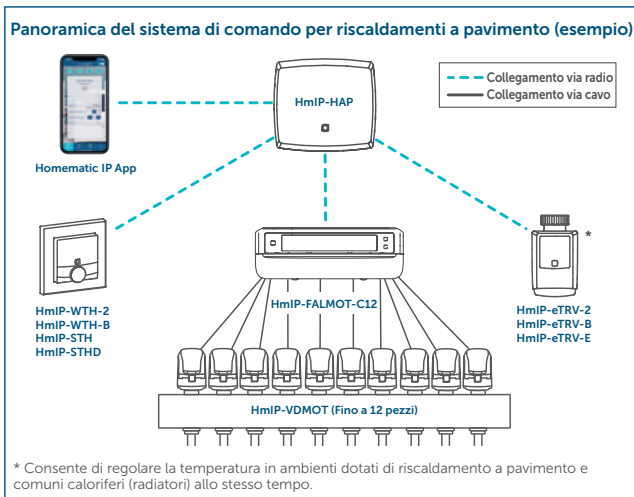 Panoramica del sistema di comando per riscaldamenti a pavimento (esempio)
HmIP-HAP
Collegamento via radio
Collegamento via cavo
Homematic IP App
HmIP-WTH-2
HmIP-WTH-B
HmIP-STH
HmIP-STHD
HmIP-FALMOT-C12
*
HmIP-eTRV-2
HmIP-eTRV-B
HmIP-eTRV-E
HmIP-VDMOT (Fino a 12 pezzi)
* Consente di regolare la temperatura in ambienti dotati di riscaldamento a pavimento e
comuni caloriferi (radiatori) allo stesso tempo.